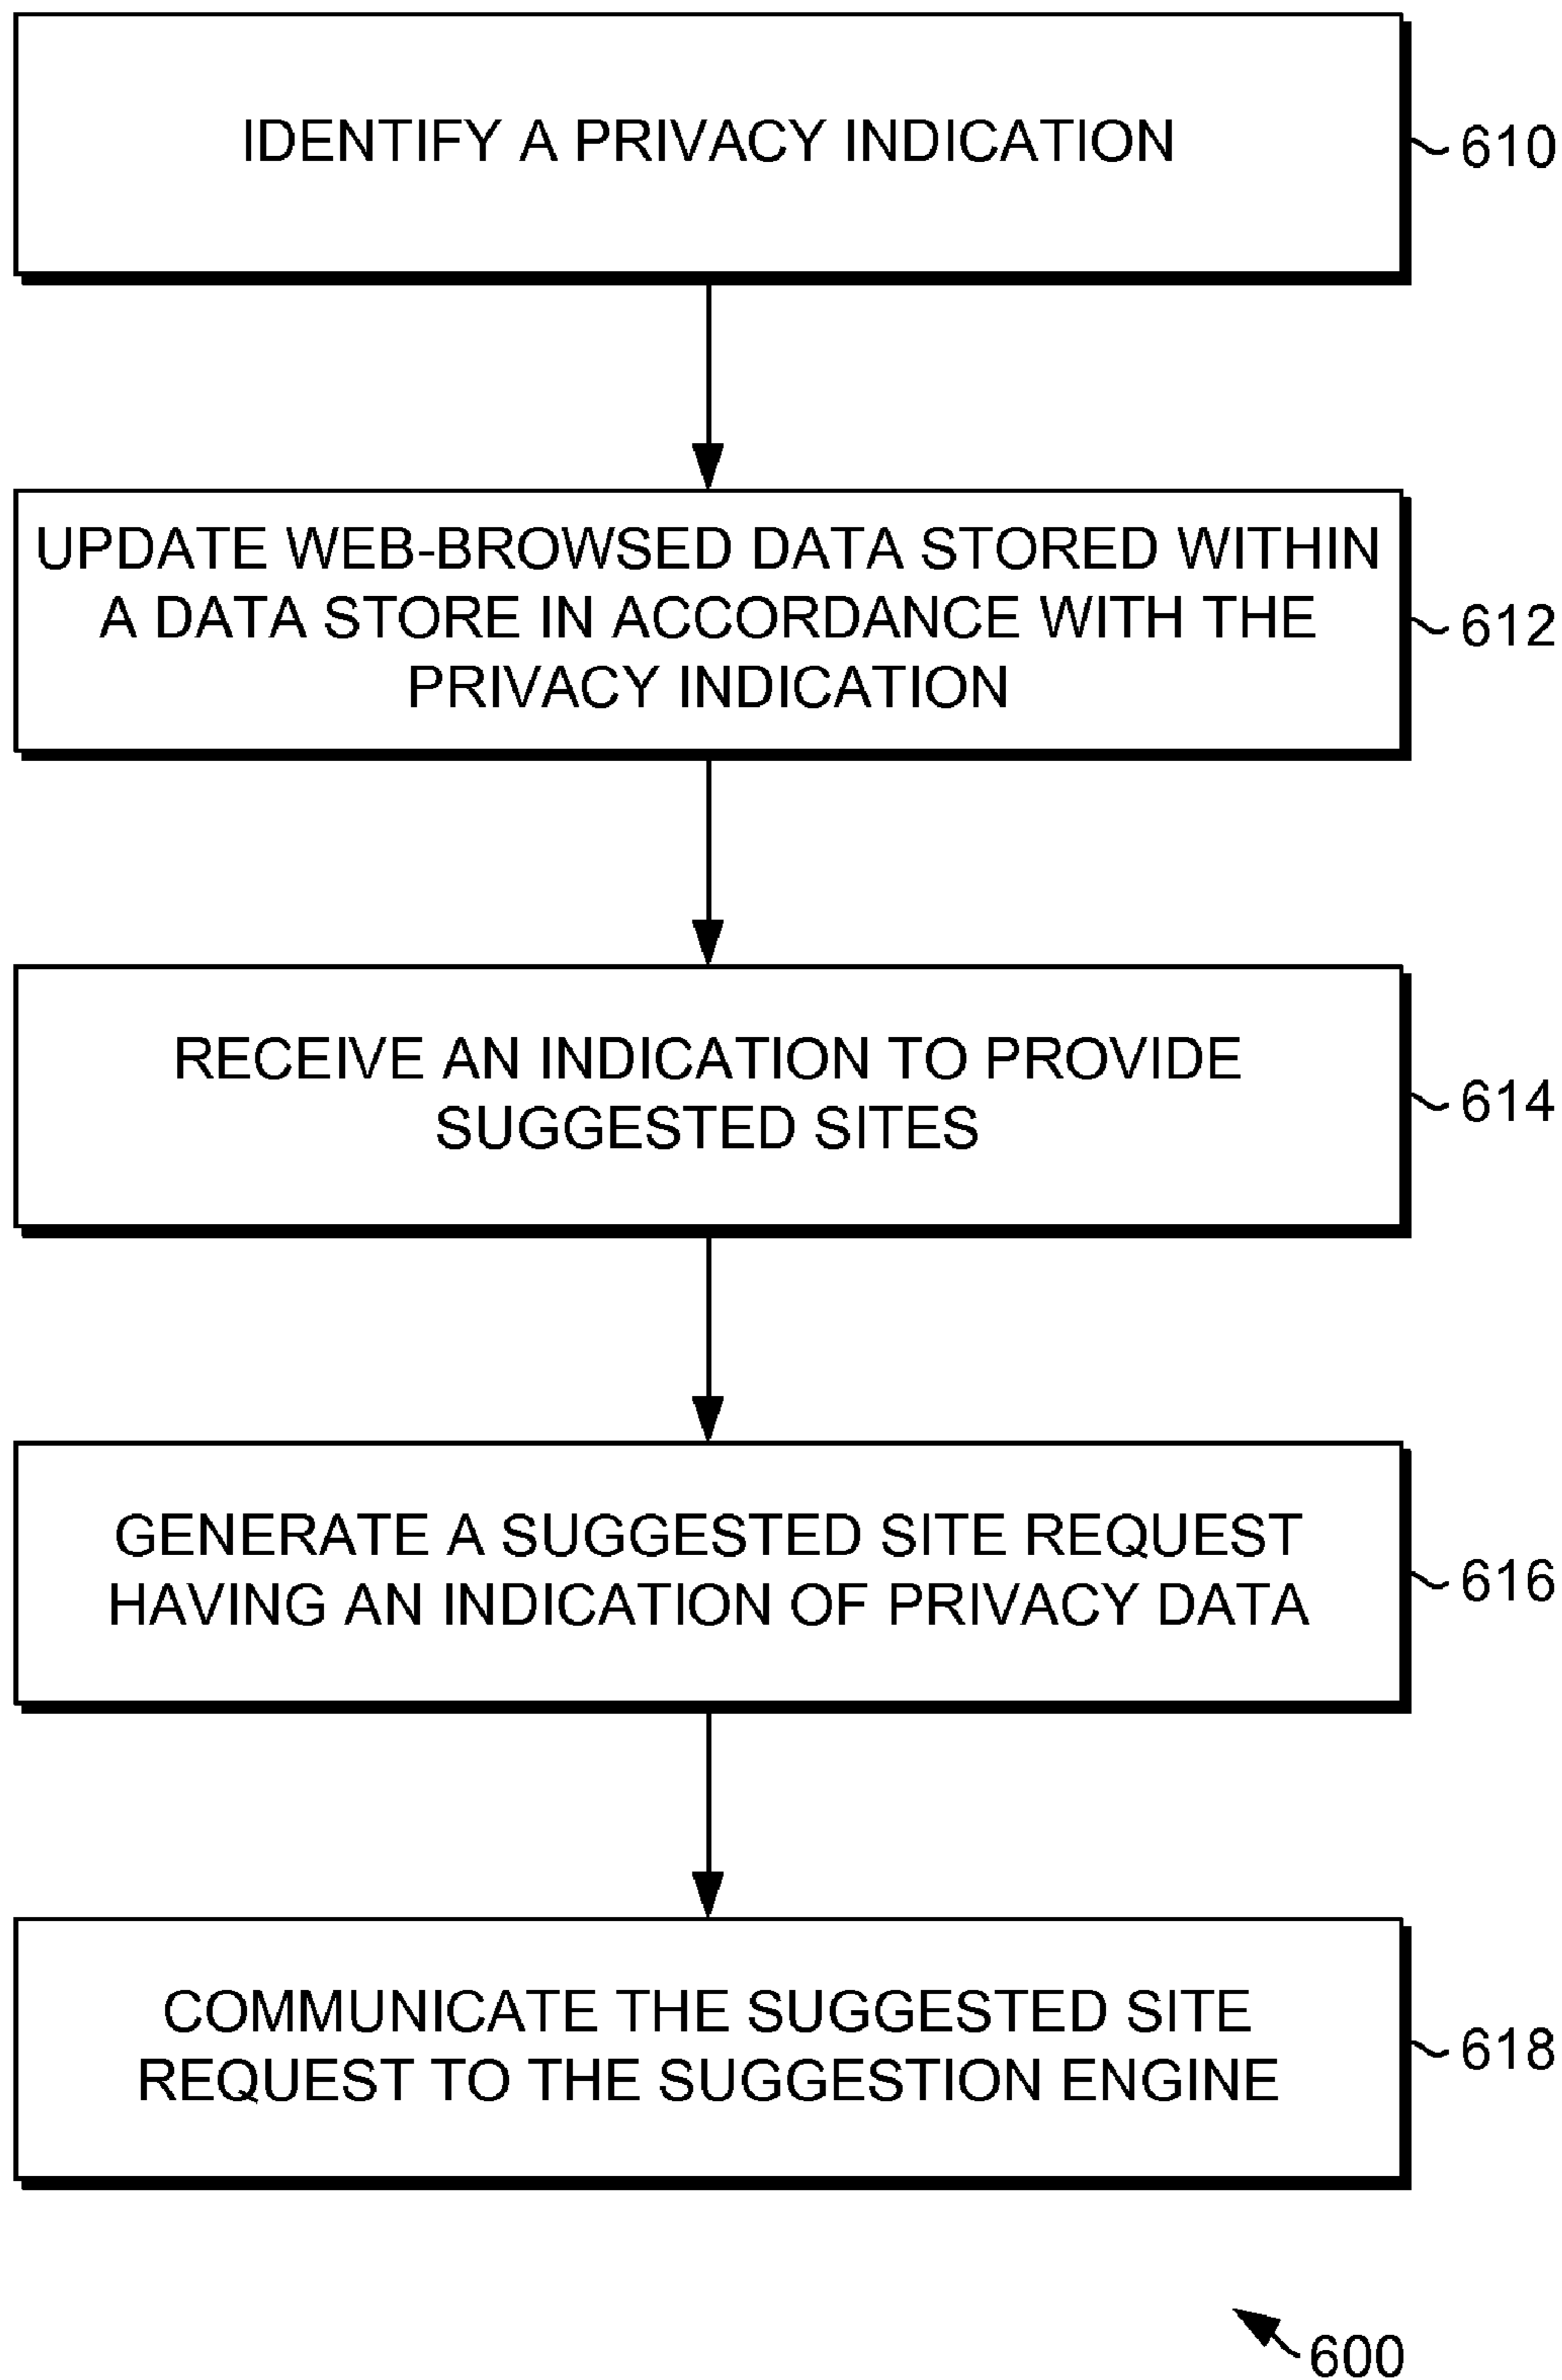 IDENTIFY A PRIVACY INDICATION
610
UPDATE WEB-BROWSED DATA STORED WITHIN
A DATA STORE IN ACCORDANCE WITH THE
PRIVACY INDICATION
612
RECEIVE AN INDICATION TO PROVIDE
SUGGESTED SITES
614
GENERATE A SUGGESTED SITE REQUEST
HAVING AN INDICATION OF PRIVACY DATA
616
COMMUNICATE THE SUGGESTED SITE
REQUEST TO THE SUGGESTION ENGINE
618
600